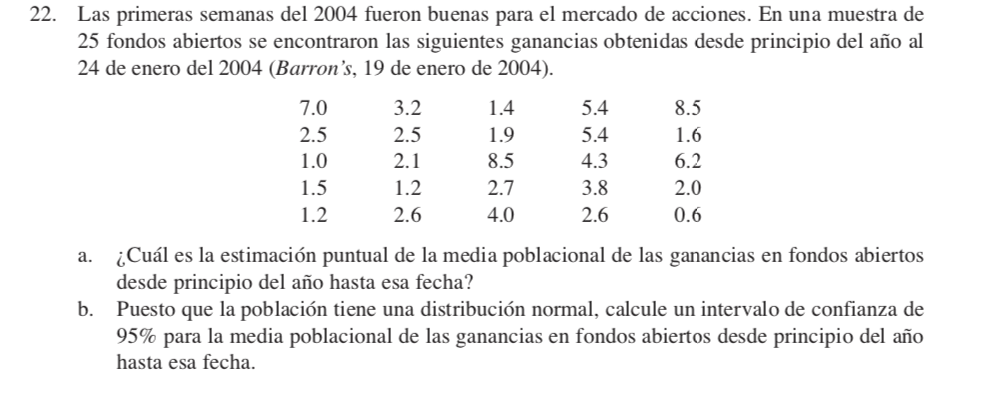 22. Las primeras semanas del 2004 fueron buenas para el mercado de acciones. En una muestra de
25 fondos abiertos se encontraron las siguientes ganancias obtenidas desde principio del año al
24 de enero del 2004 (Barron's, 19 de enero de 2004).
7.0 3.2 1.4 5.4 8.5
2.5 2.5 1.9 5.4 1.6
1.0 2.1 8.5 4.3 6.2
1.5 1.2 2.7 3.8 2.0
1.2 2.6 4.0 2.6 0.6
a. ¿Cuál es la estimación puntual de la media poblacional de las ganancias en fondos abiertos
desde principio del año hasta esa fecha?
b. Puesto que la población tiene una distribución normal, calcule un intervalo de confianza de
95% para la media poblacional de las ganancias en fondos abiertos desde principio del año
hasta esa fecha.